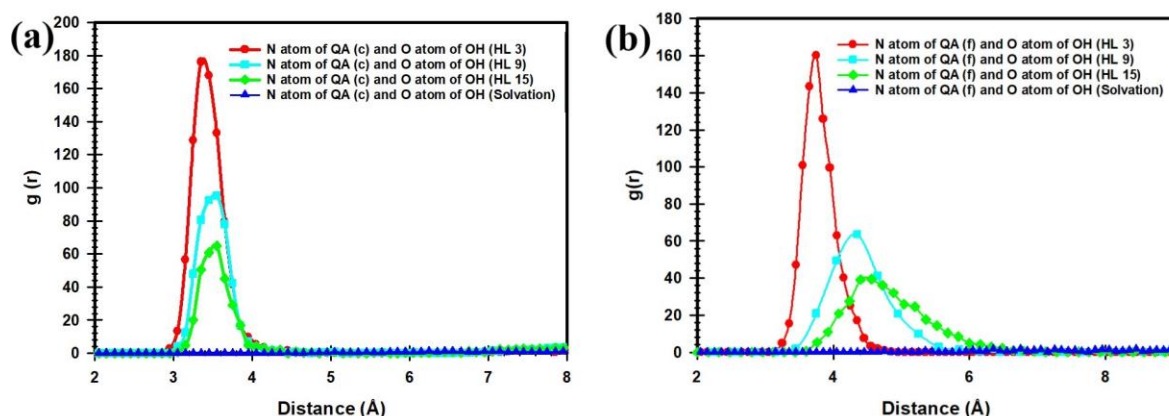 (a)
N atom of QA (c) and O atom of OH (HL 3)
N atom of QA (c) and O atom of OH (HL 9)
N atom of QA (c) and O atom of OH (HL 15)
N atom of QA (c) and O atom of OH (Solvation)
g (r)
200
180
160
140
120
100
80
60
40
20
0
2 3 4 5 6 7 8
Distance (Å)
(b)
N atom of QA (f) and O atom of OH (HL 3)
N atom of QA (f) and O atom of OH (HL 9)
N atom of QA (f) and O atom of OH (HL 15)
N atom of QA (f) and O atom of OH (Solvation)
g(r)
180
160
140
120
100
80
60
40
20
0
2 4 6 8
Distance (Å)